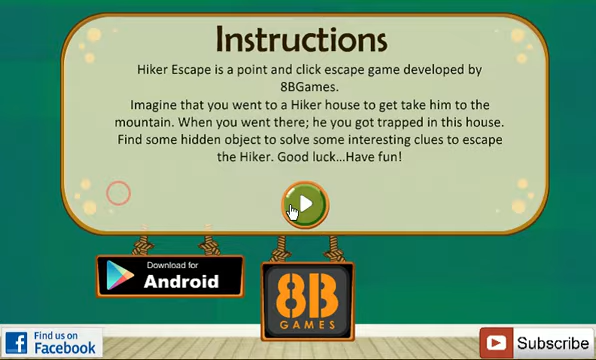 Instructions
Hiker Escape is a point and click escape game developed by
8BGames.
Imagine that you went to a Hiker house to get take him to the
mountain. When you went there; he you got trapped in this house.
Find some hidden object to solve some interesting clues to escape
the Hiker. Good luck...Have fun!
Download for
Android
8B
GAMES
Find us on
Facebook
Subscribe